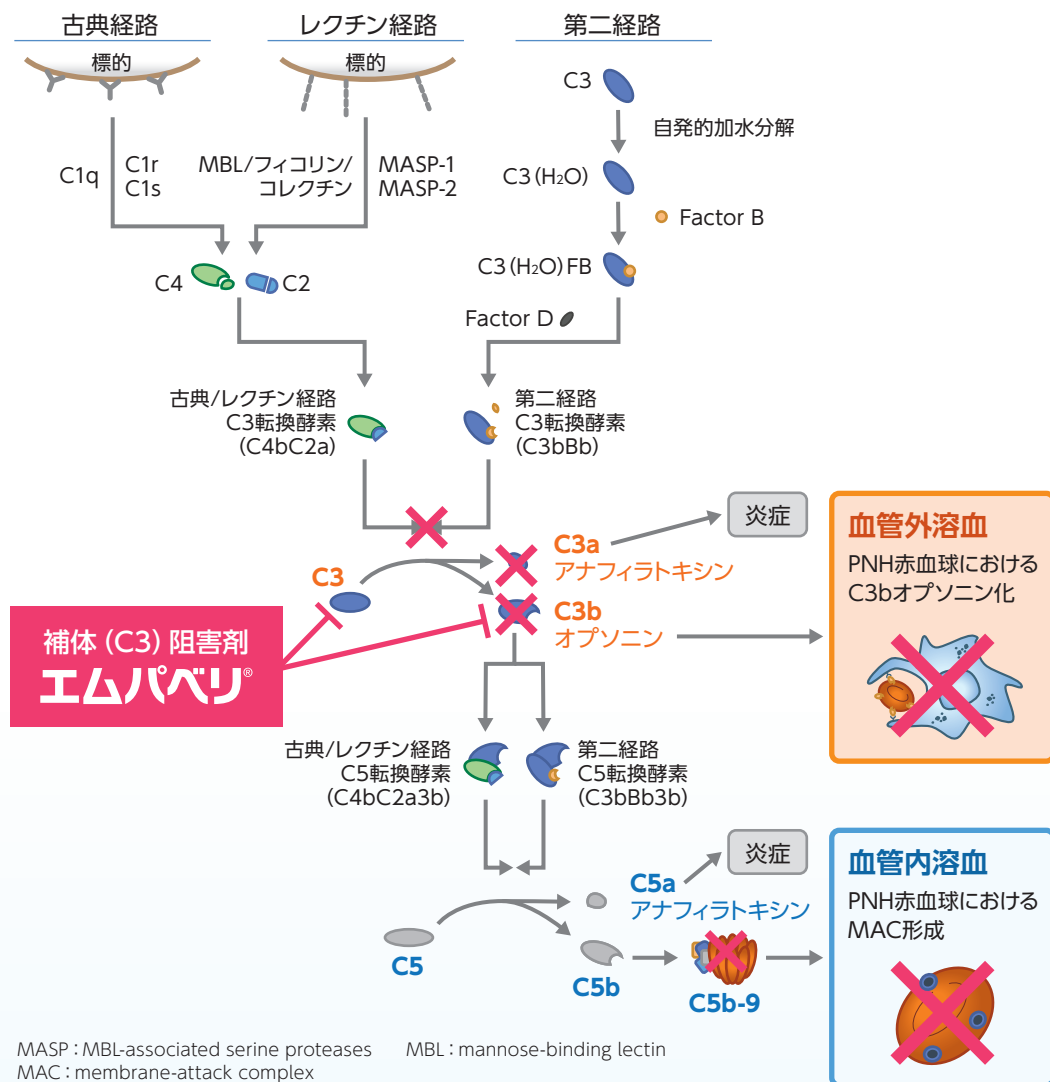 古典経路
レクチン経路
第二経路
標的
標的
C3
自発的加水分解
C1q
C1r
C1s
MBL/フィコリン/
コレクチン
MASP-1
MASP-2
C3(H₂O)
Factor B
C4
C2
C3(H₂O)FB
Factor D
古典/レクチン経路
C3転換酵素
(C4bC2a)
第二経路
C3転換酵素
(C3bBb)
炎症
C3a
アナフィラトキシン
C3
C3b
オプソニン
補体(C3)阻害剤
エムパベリ®
血管外溶血
PNH赤血球における
C3bオプソニン化
古典/レクチン経路
C5転換酵素
(C4bC2a3b)
第二経路
C5転換酵素
(C3bBb3b)
炎症
C5a
アナフィラトキシン
C5
C5b
C5b-9
血管内溶血
PNH赤血球における
MAC形成
MASP:MBL-associated serine proteases MBL:mannose-binding lectin
MAC:membrane-attack complex